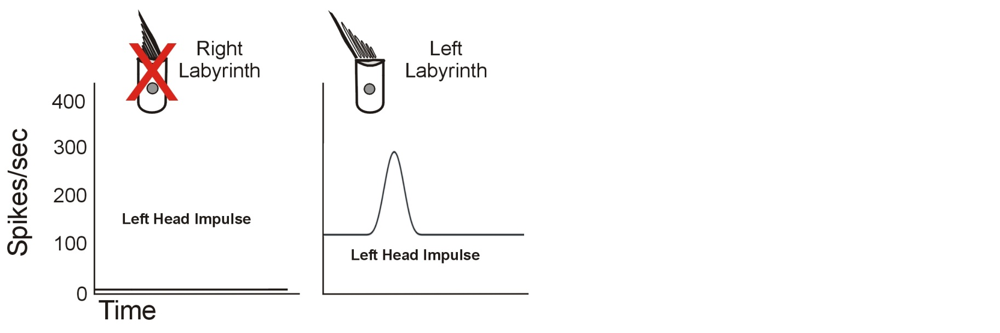 Right
Labyrinth
Left
Labyrinth
Spikes/sec
400
300
200
100
0
Left Head Impulse
Left Head Impulse
Time